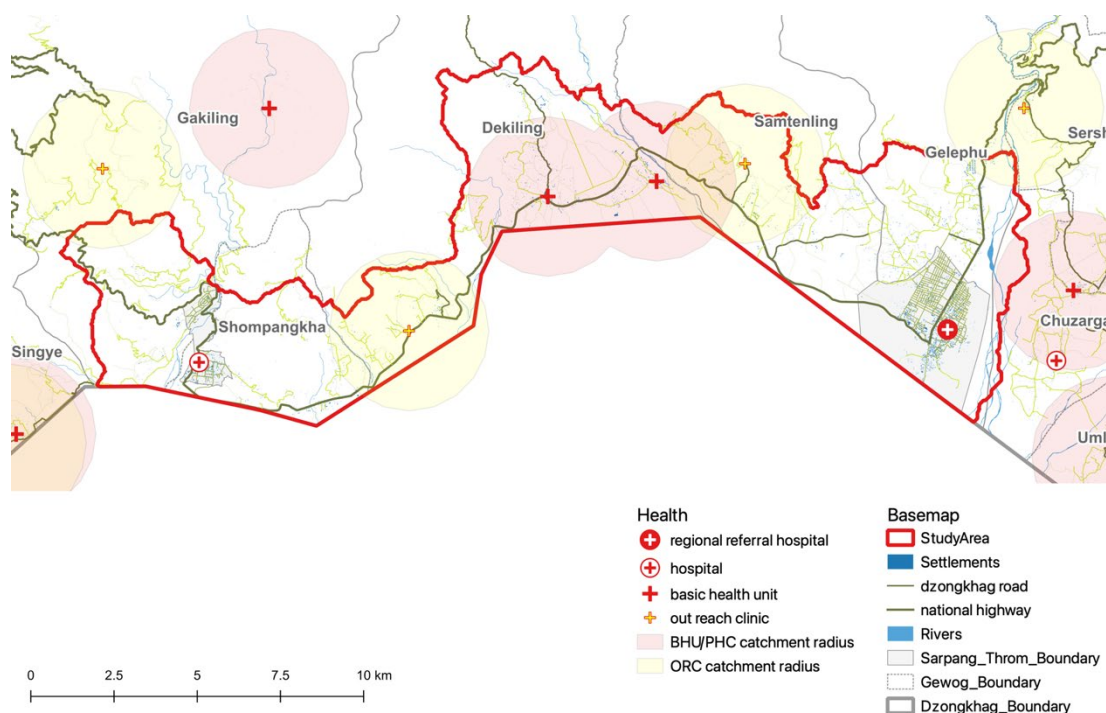 Gakiling
Dekiling
Samtenling
Gelephu
Sersh
Shompangkha
Singye
Chuzarga
Uml
Health
regional referral hospital
hospital
basic health unit
out reach clinic
BHU/PHC catchment radius
ORC catchment radius
Basemap
StudyArea
Settlements
dzongkhag road
national highway
Rivers
Sarpang_Throm_Boundary
Gewog_Boundary
Dzongkhag_Boundary
0 2.5 5 7.5 10 km